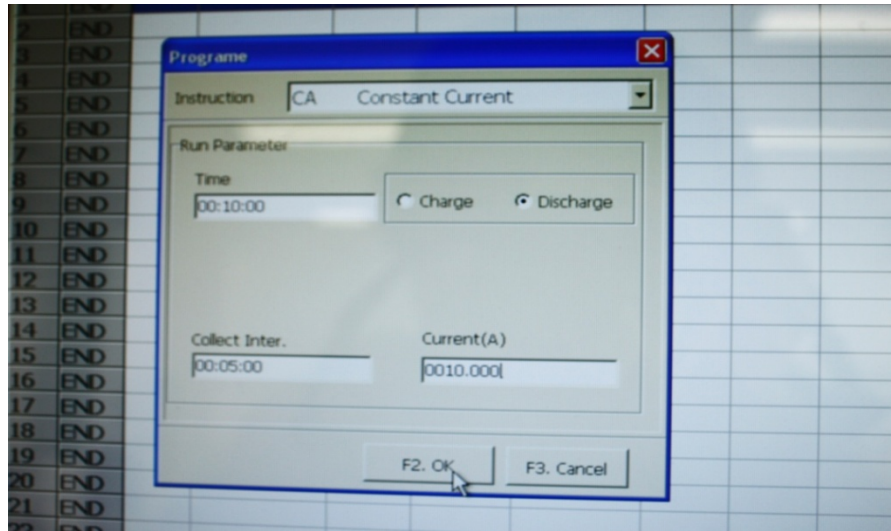 2 END
3 END
4 END
5 END
6 END
7 END
8 END
9 END
10 END
11 END
12 END
13 END
14 END
15 END
16 END
17 END
18 END
19 END
20 END
21 END
Programe
Instruction CA Constant Current
Run Parameter
Time
00:10:00 Charge Discharge
Collect Inter. Current(A)
00:05:00 0010.000
F2. OK F3. Cancel